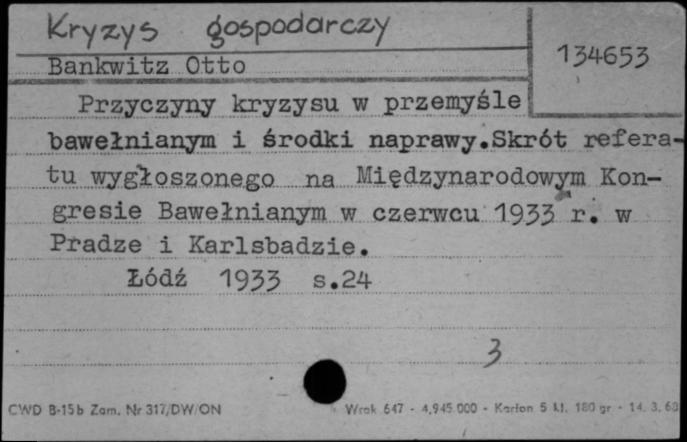 Kryzys gospodarczy
134653
Bankwitz Otto
Przyczyny kryzysu w przemyśle
bawełnianym i środki naprawy.Skrót refera-
tu wygłoszonego na Międzynarodowym Kon-
gresie Bawełnianym w czerwcu 1933 r. w
Pradze i Karlsbadzie.
Łódź 1933 s.24
3
CWD B-15b Zam. Nr 317/DW/ON Wrok 647 - 4,945.000 - Karton 5 kl. 180 gr - 14. 3. 63